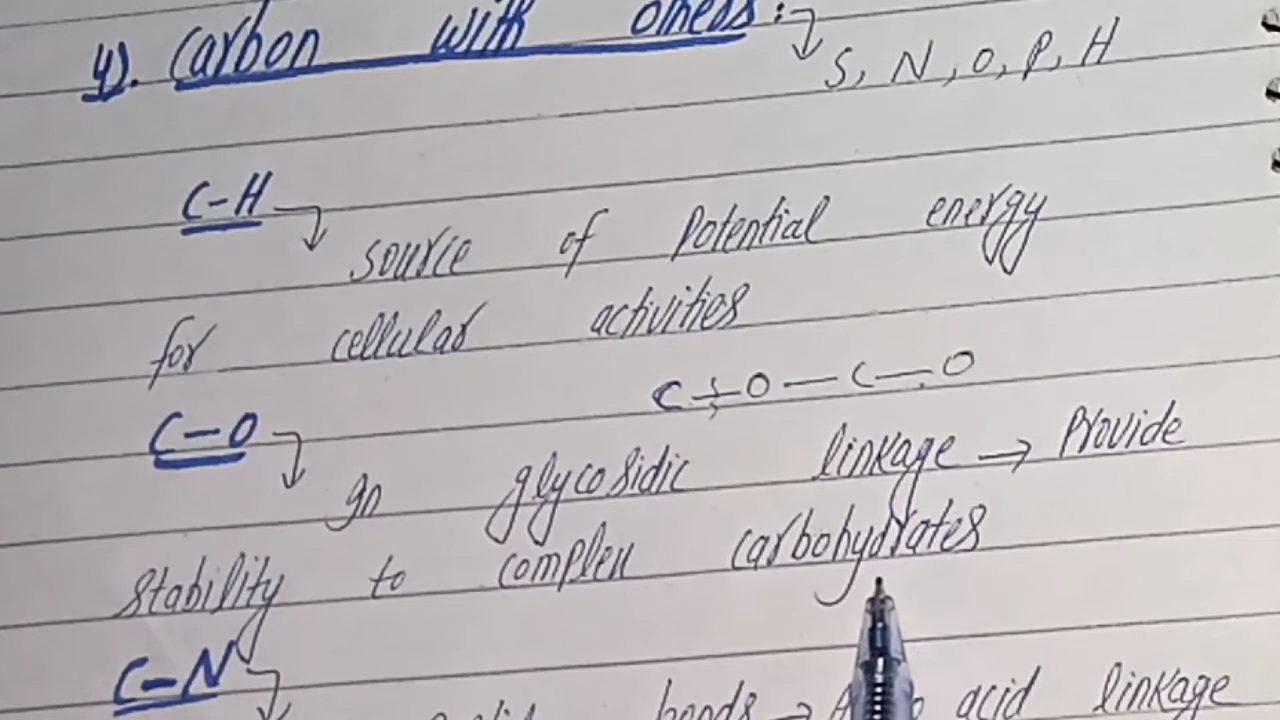 4). Carbon with others :
S, N, O, P, H
C-H
source of Potential energy
for cellular activities
C-O-C-O
C-O
In glycosidic linkage → Provide
stability to complex carbohydrates
C-N
bonds → acid linkage